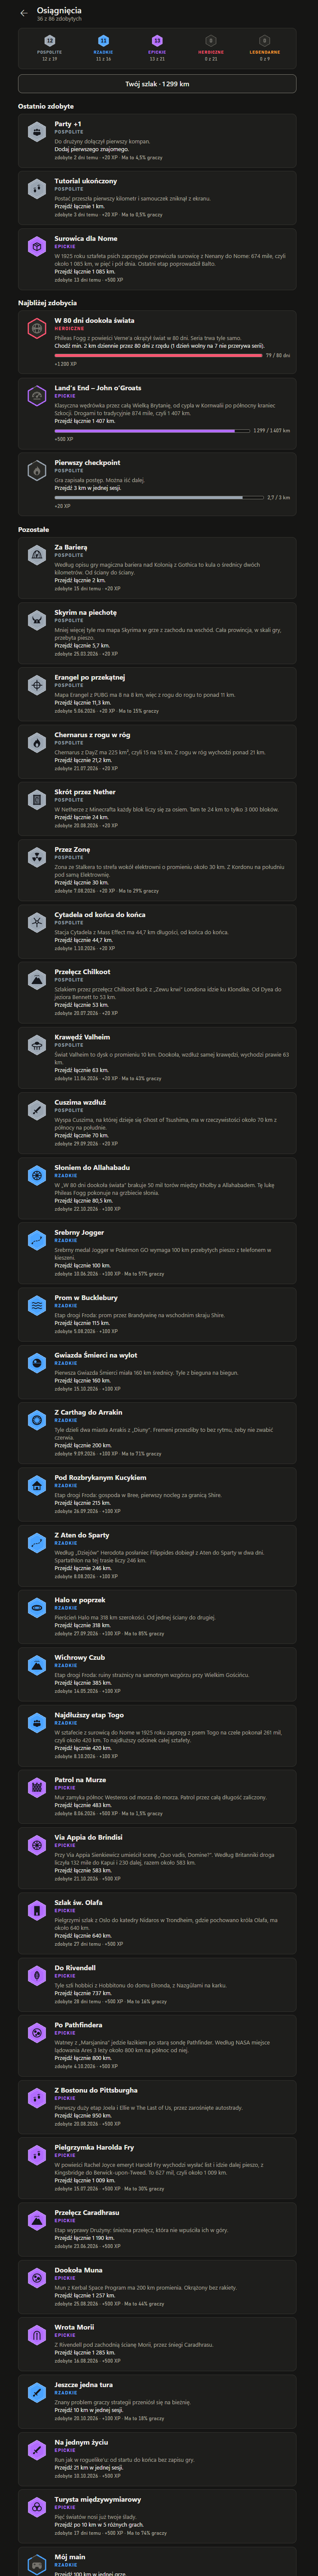 Osiągnięcia
36 z 86 zdobytych
12
11
13
0
0
POSPOLITE
RZADKIE
EPICKIE
HEROICZNE
LEGENDARNE
12 z 19
11 z 16
13 z 21
0 z 21
0 z 9
Twój szlak · 1299 km
Ostatnio zdobyte
Party +1
POSPOLITE
Do drużyny dołączył pierwszy kompan.
Dodaj pierwszego znajomego.
zdobyte 2 dni temu · +20 XP · Ma to 4,5% graczy
Tutorial ukończony
POSPOLITE
Postać przeszła pierwszy kilometr i samouczek zniknął z ekranu.
Przejdź łącznie 1 km.
zdobyte 3 dni temu · +20 XP · Ma to 0,5% graczy
Surowica dla Nome
EPICKIE
W 1925 roku sztafeta psich zaprzęgów przewiozła surowicę z Nenany do Nome: 674 mile, czyli
około 1 085 km, w pięć i pół dnia. Ostatni etap poprowadził Balto.
Przejdź łącznie 1 085 km.
zdobyte 13 dni temu · +500 XP
Najbliżej zdobycia
W 80 dni dookoła świata
HEROICZNE
Phileas Fogg z powieści Verne'a okrążył świat w 80 dni. Seria trwa tyle samo.
Chodź min. 2 km dziennie przez 80 dni z rzędu (1 dzień wolny na 7 nie przerywa serii).
79 / 80 dni
+1200 XP
Land's End – John o'Groats
EPICKIE
Klasyczna wędrówka przez całą Wielką Brytanię, od cypla w Kornwalii po północny kraniec
Szkocji. Drogami to tradycyjnie 874 mile, czyli 1 407 km.
Przejdź łącznie 1 407 km.
1 299 / 1 407 km
+500 XP
Pierwszy checkpoint
POSPOLITE
Gra zapisała postęp. Można iść dalej.
Przejdź 3 km w jednej sesji.
2,7 / 3 km
+20 XP
Pozostałe
Za Barierą
POSPOLITE
Według opisu gry magiczna bariera nad Kolonią z Gothica to kula o średnicy dwóch
kilometrów. Od ściany do ściany.
Przejdź łącznie 2 km.
zdobyte 15 dni temu · +20 XP
Skyrim na piechotę
POSPOLITE
Mniej więcej tyle ma mapa Skyrima w grze z zachodu na wschód. Cała prowincja, w skali gry,
przebyta pieszo.
Przejdź łącznie 5,7 km.
zdobyte 25.03.2026 · +20 XP
Erangel po przekątnej
POSPOLITE
Mapa Erangel z PUBG ma 8 na 8 km, więc z rogu do rogu to ponad 11 km.
Przejdź łącznie 11,3 km.
zdobyte 5.06.2026 · +20 XP · Ma to 15% graczy
Chernarus z rogu w róg
POSPOLITE
Chernarus z DayZ ma 225 km², czyli 15 na 15 km. Z rogu w róg wychodzi ponad 21 km.
Przejdź łącznie 21,2 km.
zdobyte 21.07.2026 · +20 XP
Skrót przez Nether
POSPOLITE
W Netherze z Minecrafta każdy blok liczy się za osiem. Tam te 24 km to tylko 3 000 bloków.
Przejdź łącznie 24 km.
zdobyte 20.08.2026 · +20 XP
Przez Zonę
POSPOLITE
Zona ze Stalkera to strefa wokół elektrowni o promieniu około 30 km. Z Kordonu na południu
pod samą Elektrownię.
Przejdź łącznie 30 km.
zdobyte 7.08.2026 · +20 XP · Ma to 29% graczy
Cytadela od końca do końca
POSPOLITE
Stacja Cytadela z Mass Effect ma 44,7 km długości, od końca do końca.
Przejdź łącznie 44,7 km.
zdobyte 1.10.2026 · +20 XP
Przełęcz Chilkoot
POSPOLITE
Szlakiem przez przełęcz Chilkoot Buck z „Zewu krwi" Londona idzie ku Klondike. Od Dyea do
jeziora Bennett to 53 km.
Przejdź łącznie 53 km.
zdobyte 20.07.2026 · +20 XP
Krawędź Valheim
POSPOLITE
Świat Valheim to dysk o promieniu 10 km. Dookoła, wzdłuż samej krawędzi, wychodzi prawie 63
km.
Przejdź łącznie 63 km.
zdobyte 11.06.2026 · +20 XP · Ma to 43% graczy
Cuszima wzdłuż
POSPOLITE
Wyspa Cuszima, na której dzieje się Ghost of Tsushima, ma w rzeczywistości około 70 km z
północy na południe.
Przejdź łącznie 70 km.
zdobyte 29.09.2026 · +20 XP
Słoniem do Allahabadu
RZADKIE
W „W 80 dni dookoła świata" brakuje 50 mil torów między Kholby a Allahabadem. Tę lukę
Phileas Fogg pokonuje na grzbiecie słonia.
Przejdź łącznie 80,5 km.
zdobyte 22.10.2026 · +100 XP
Srebrny Jogger
RZADKIE
Srebrny medal Jogger w Pokémon GO wymaga 100 km przebytych pieszo z telefonem w
kieszeni.
Przejdź łącznie 100 km.
zdobyte 10.06.2026 · +100 XP · Ma to 57% graczy
Prom w Bucklebury
RZADKIE
Etap drogi Froda: prom przez Brandywinę na wschodnim skraju Shire.
Przejdź łącznie 115 km.
zdobyte 5.08.2026 · +100 XP
Gwiazda Śmierci na wylot
RZADKIE
Pierwsza Gwiazda Śmierci miała 160 km średnicy. Tyle z bieguna na biegun.
Przejdź łącznie 160 km.
zdobyte 15.10.2026 · +100 XP
Z Carthag do Arrakin
RZADKIE
Tyle dzieli dwa miasta Arrakis z „Diuny". Fremeni przeszliby to bez rytmu, żeby nie zwabić
czerwia.
Przejdź łącznie 200 km.
zdobyte 9.09.2026 · +100 XP · Ma to 71% graczy
Pod Rozbrykanym Kucykiem
RZADKIE
Etap drogi Froda: gospoda w Bree, pierwszy nocleg za granicą Shire.
Przejdź łącznie 215 km.
zdobyte 26.09.2026 · +100 XP
Z Aten do Sparty
RZADKIE
Według „Dziejów" Herodota posłaniec Filippides dobiegł z Aten do Sparty w dwa dni.
Spartathlon na tej trasie liczy 246 km.
Przejdź łącznie 246 km.
zdobyte 8.08.2026 · +100 XP
Halo w poprzek
RZADKIE
Pierścień Halo ma 318 km szerokości. Od jednej ściany do drugiej.
Przejdź łącznie 318 km.
zdobyte 27.09.2026 · +100 XP · Ma to 85% graczy
Wichrowy Czub
RZADKIE
Etap drogi Froda: ruiny strażnicy na samotnym wzgórzu przy Wielkim Gościńcu.
Przejdź łącznie 385 km.
zdobyte 14.05.2026 · +100 XP
Najdłuższy etap Togo
RZADKIE
W sztafecie z surowicą do Nome w 1925 roku zaprzęg z psem Togo na czele pokonał 261 mil,
czyli około 420 km. To najdłuższy odcinek całej sztafety.
Przejdź łącznie 420 km.
zdobyte 8.10.2026 · +100 XP
Patrol na Murze
EPICKIE
Mur zamyka północ Westeros od morza do morza. Patrol przez całą długość zaliczony.
Przejdź łącznie 483 km.
zdobyte 8.06.2026 · +500 XP · Ma to 1,5% graczy
Via Appia do Brindisi
EPICKIE
Przy Via Appia Sienkiewicz umieścił scenę „Quo vadis, Domine?". Według Britanniki droga
liczyła 132 mile do Kapui i 230 dalej, razem około 583 km.
Przejdź łącznie 583 km.
zdobyte 21.10.2026 · +500 XP
Szlak św. Olafa
EPICKIE
Pielgrzymi szlak z Oslo do katedry Nidaros w Trondheim, gdzie pochowano króla Olafa, ma
około 640 km.
Przejdź łącznie 640 km.
zdobyte 27 dni temu · +500 XP
Do Rivendell
EPICKIE
Tyle szli hobbici z Hobbitonu do domu Elronda, z Nazgûlami na karku.
Przejdź łącznie 737 km.
zdobyte 28 dni temu · +500 XP · Ma to 16% graczy
Po Pathfindera
EPICKIE
Watney z „Marsjanina" jedzie łazikiem po starą sondę Pathfinder. Według NASA miejsce
lądowania Ares 3 leży około 800 km na północ od niej.
Przejdź łącznie 800 km.
zdobyte 4.10.2026 · +500 XP
Z Bostonu do Pittsburgha
EPICKIE
Pierwszy duży etap Joela i Ellie w The Last of Us, przez zarośnięte autostrady.
Przejdź łącznie 950 km.
zdobyte 20.08.2026 · +500 XP
Pielgrzymka Harolda Fry
EPICKIE
W powieści Rachel Joyce emeryt Harold Fry wychodzi wysłać list i idzie dalej pieszo, z
Kingsbridge do Berwick-upon-Tweed. To 627 mil, czyli około 1 009 km.
Przejdź łącznie 1 009 km.
zdobyte 15.07.2026 · +500 XP · Ma to 30% graczy
Przełęcz Caradhrasu
EPICKIE
Etap wyprawy Drużyny: śnieżna przełęcz, która nie wpuściła ich w góry.
Przejdź łącznie 1 190 km.
zdobyte 23.06.2026 · +500 XP
Dookoła Muna
EPICKIE
Mun z Kerbal Space Program ma 200 km promienia. Okrążony bez rakiety.
Przejdź łącznie 1 257 km.
zdobyte 25.08.2026 · +500 XP · Ma to 44% graczy
Wrota Morii
EPICKIE
Z Rivendell pod zachodnią ścianę Morii, przez śniegi Caradhrasu.
Przejdź łącznie 1 285 km.
zdobyte 16.08.2026 · +500 XP
Jeszcze jedna tura
RZADKIE
Znany problem graczy strategii przeniósł się na bieżnię.
Przejdź 10 km w jednej sesji.
zdobyte 20.10.2026 · +100 XP · Ma to 18% graczy
Na jednym życiu
EPICKIE
Run jak w roguelike'u: od startu do końca bez zapisu gry.
Przejdź 21 km w jednej sesji.
zdobyte 10.10.2026 · +500 XP
Turysta międzywymiarowy
EPICKIE
Pięć światów nosi już twoje ślady.
Przejdź po 10 km w 5 różnych grach.
zdobyte 17 dni temu · +500 XP · Ma to 74% graczy
Mój main
RZADKIE
Przejdź 100 km w jednej grze.